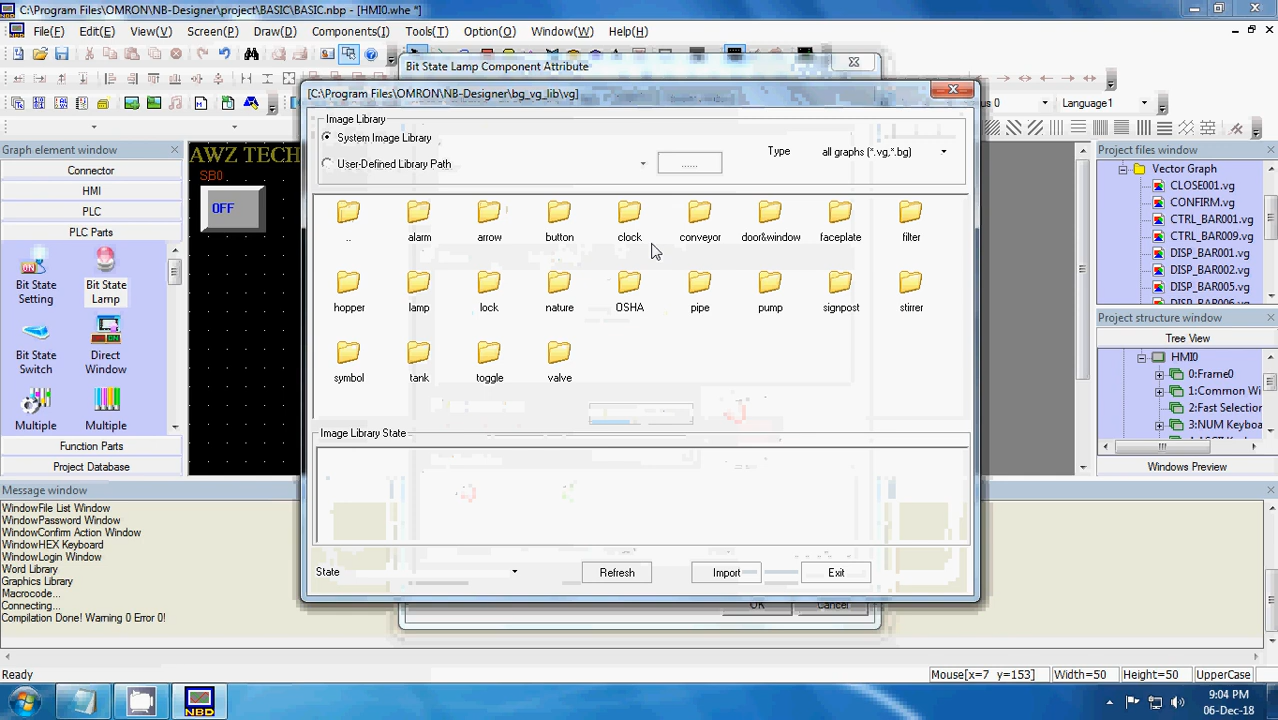 C:\Program Files\OMRON\NB-Designer\project\BASIC\BASIC.nbp - [HMI0.whe *]
File(F) Edit(E) View(V) Screen(P) Draw(D) Components(I) Tools(T) Option(O) Window(W) Help(H)
Bit State Lamp Component Attribute
[C:\Program Files\OMRON\NB-Designer\bg_vg_lib\vg]
Language1
Image Library
System Image Library
User-Defined Library Path
......
Type
all graphs (*.vg,*.bg)
.. alarm arrow button clock conveyor door&window faceplate filter
hopper lamp lock nature OSHA pipe pump signpost stirrer
symbol tank toggle valve
Image Library State
State
Refresh Import Exit
OK Cancel
Graph element window
Connector
HMI
PLC
PLC Parts
Bit State Setting
Bit State Lamp
Bit State Switch
Direct Window
Multiple
Multiple
Function Parts
Project Database
AWZ TECH
SB0
OFF
Project files window
Vector Graph
CLOSE001.vg
CONFIRM.vg
CTRL_BAR001.vg
CTRL_BAR009.vg
DISP_BAR001.vg
DISP_BAR002.vg
DISP_BAR005.vg
DISP_BAR006.vg
Project structure window
Tree View
HMI0
0:Frame0
1:Common Wi
2:Fast Selection
3:NUM Keyboa
Windows Preview
Message window
WindowFile List Window
WindowPassword Window
WindowConfirm Action Window
WindowHEX Keyboard
WindowLogin Window
Word Library
Graphics Library
Macrocode...
Connecting...
Compilation Done! Warning 0 Error 0!
Ready
Mouse[x=7 y=153] Width=50 Height=50 UpperCase
NBD
9:04 PM
06-Dec-18